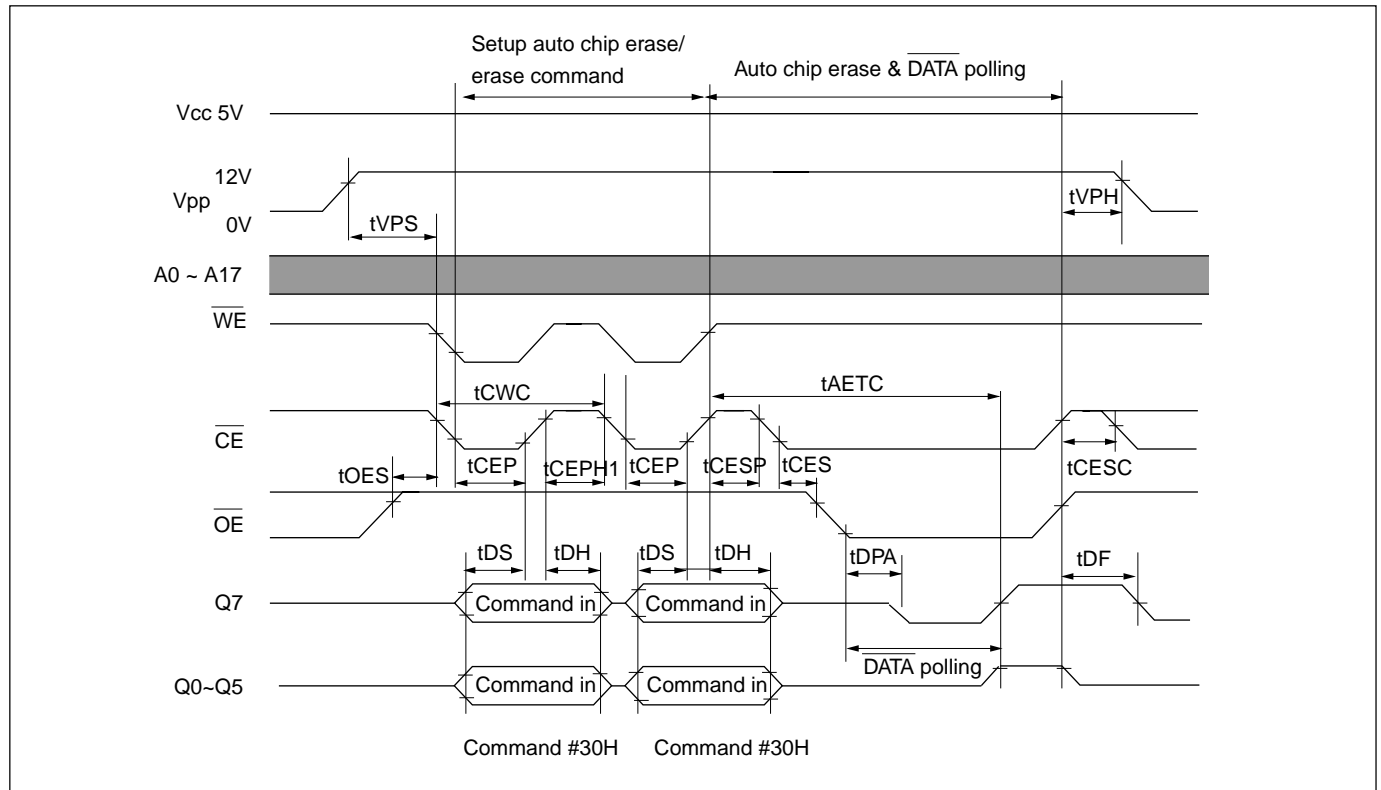 Setup auto chip erase/
erase command
Auto chip erase & DATA polling
Vcc 5V
12V
Vpp
0V
tVPS
tVPH
A0 ~ A17
WE
tCWC
tAETC
CE
tCEP
tCEPH1
tCEP
tCESP
tCES
tCESC
tOES
OE
tDS
tDH
tDS
tDH
tDPA
tDF
Q7
Command in
Command in
DATA polling
Q0~Q5
Command in
Command in
Command #30H
Command #30H